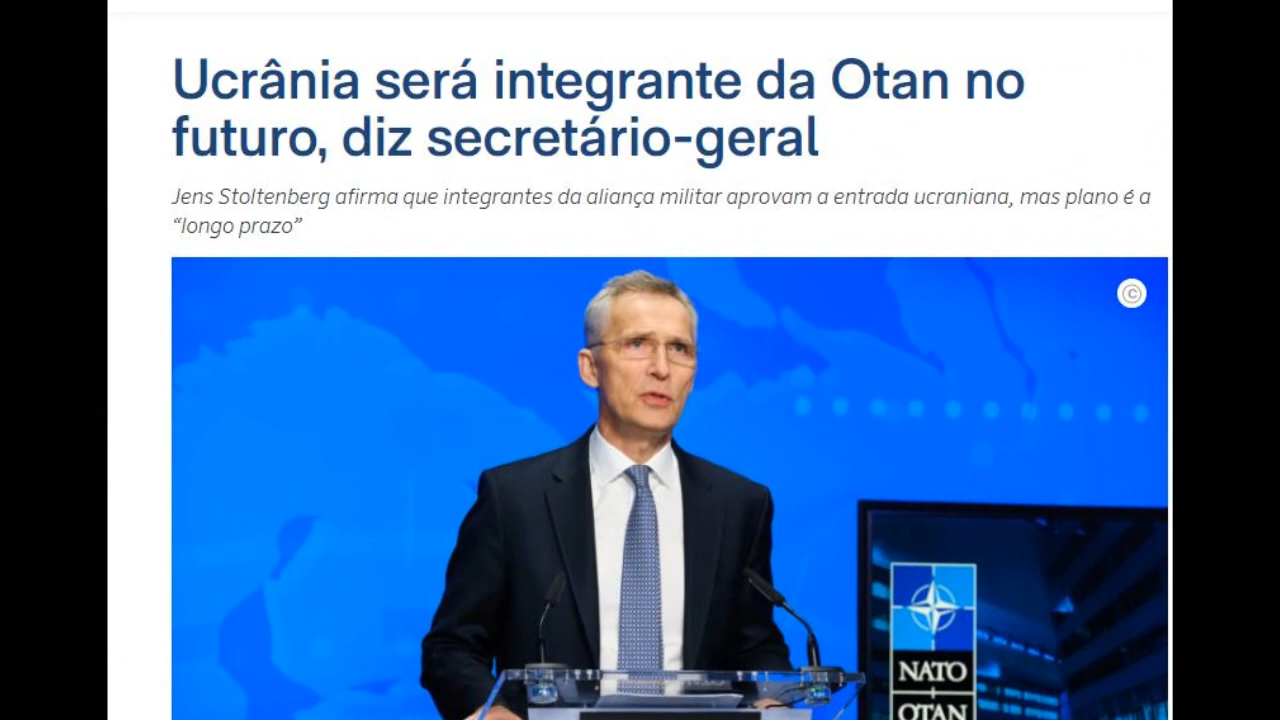 Ucrânia será integrante da Otan no
futuro, diz secretário-geral
Jens Stoltenberg afirma que integrantes da aliança militar aprovam a entrada ucraniana, mas plano é a
“longo prazo”
©
NATO
OTAN